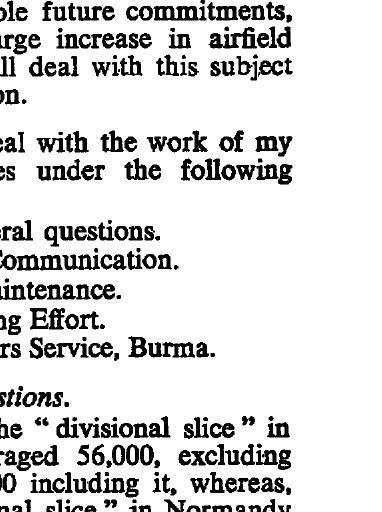 ble future commitments,
arge increase in airfield
ll deal with this subject
on.
eal with the work of my
es under the following
ral questions.
Communication.
intenance.
ng Effort.
rs Service, Burma.
stions.
he “ divisional slice ” in
raged 56,000, excluding
00 including it, whereas,
nal slice ” in Normandy